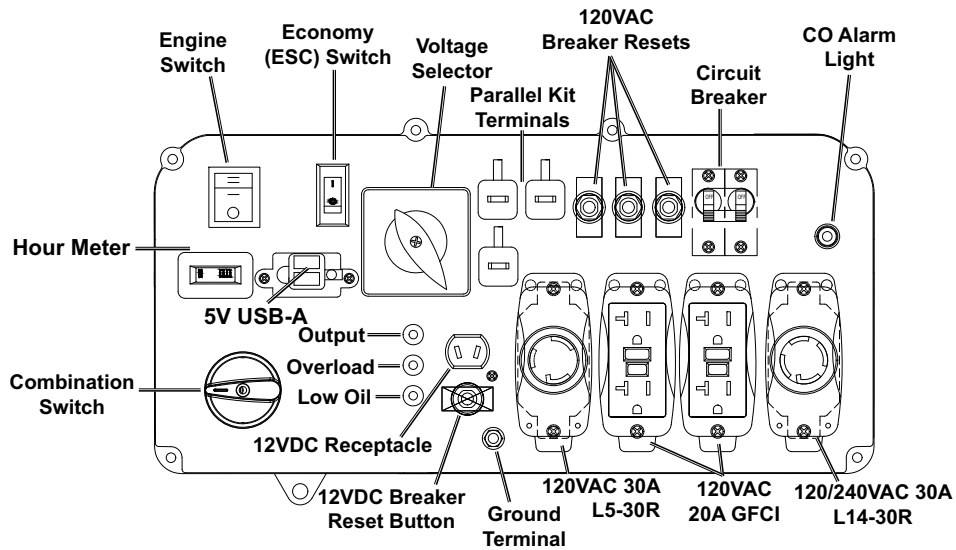 120VAC
Breaker Resets
Economy
(ESC) Switch
CO Alarm
Light
Engine
Switch
Voltage
Selector
Circuit
Breaker
Parallel Kit
Terminals
OFF
OFF
Hour Meter
5V USB-A
Output
Overload
Low Oil
Combination
Switch
12VDC Receptacle
12VDC Breaker
Reset Button
Ground
Terminal
120VAC 30A
L5-30R
120VAC
20A GFCI
120/240VAC 30A
L14-30R